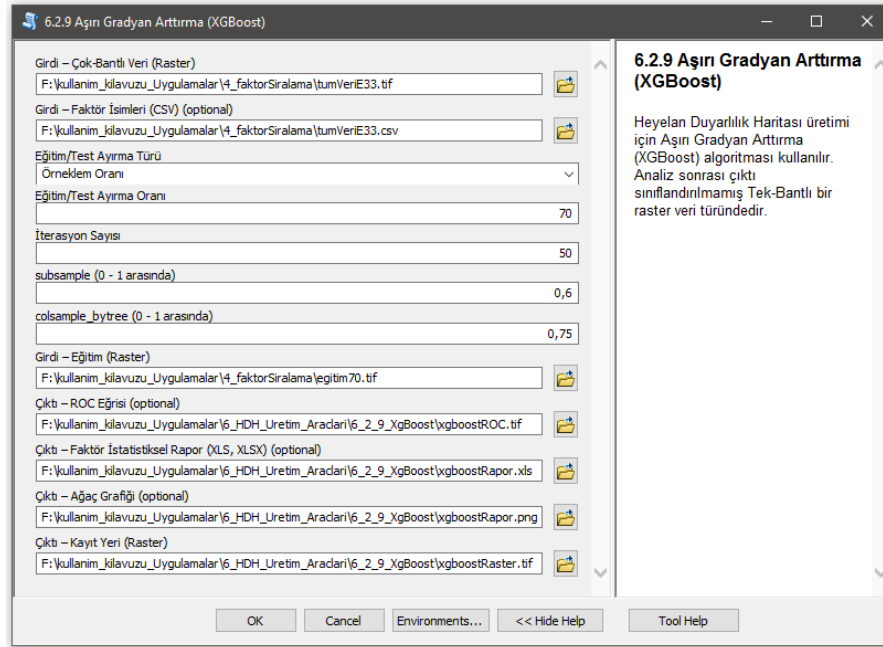 6.2.9 Aşırı Gradyan Arttırma (XGBoost)
Girdi – Çok-Bantlı Veri (Raster)
F:\kullanim_kilavuzu_Uygulamalar\4_faktorSiralama\tumVeriE33.tif
Girdi – Faktör İsimleri (CSV) (optional)
F:\kullanim_kilavuzu_Uygulamalar\4_faktorSiralama\tumVeriE33.csv
Eğitim/Test Ayırma Türü
Örneklem Oranı
Eğitim/Test Ayırma Oranı
70
İterasyon Sayısı
50
subsample (0 - 1 arasında)
0,6
colsample_bytree (0 - 1 arasında)
0,75
Girdi – Eğitim (Raster)
F:\kullanim_kilavuzu_Uygulamalar\4_faktorSiralama\egitim70.tif
Çıktı – ROC Eğrisi (optional)
F:\kullanim_kilavuzu_Uygulamalar\6_HDH_Uretim_Araclari\6_2_9_XgBoost\xgboostROC.tif
Çıktı – Faktör İstatistiksel Rapor (XLS, XLSX) (optional)
F:\kullanim_kilavuzu_Uygulamalar\6_HDH_Uretim_Araclari\6_2_9_XgBoost\xgboostRapor.xls
Çıktı – Ağaç Grafiği (optional)
F:\kullanim_kilavuzu_Uygulamalar\6_HDH_Uretim_Araclari\6_2_9_XgBoost\xgboostRapor.png
Çıktı – Kayıt Yeri (Raster)
F:\kullanim_kilavuzu_Uygulamalar\6_HDH_Uretim_Araclari\6_2_9_XgBoost\xgboostRaster.tif
6.2.9 Aşırı Gradyan Arttırma
(XGBoost)
Heyelan Duyarlılık Haritası üretimi
için Aşırı Gradyan Arttırma
(XGBoost) algoritması kullanılır.
Analiz sonrası çıktı
sınıflandırılmamış Tek-Bantlı bir
raster veri türündedir.
OK
Cancel
Environments...
<< Hide Help
Tool Help